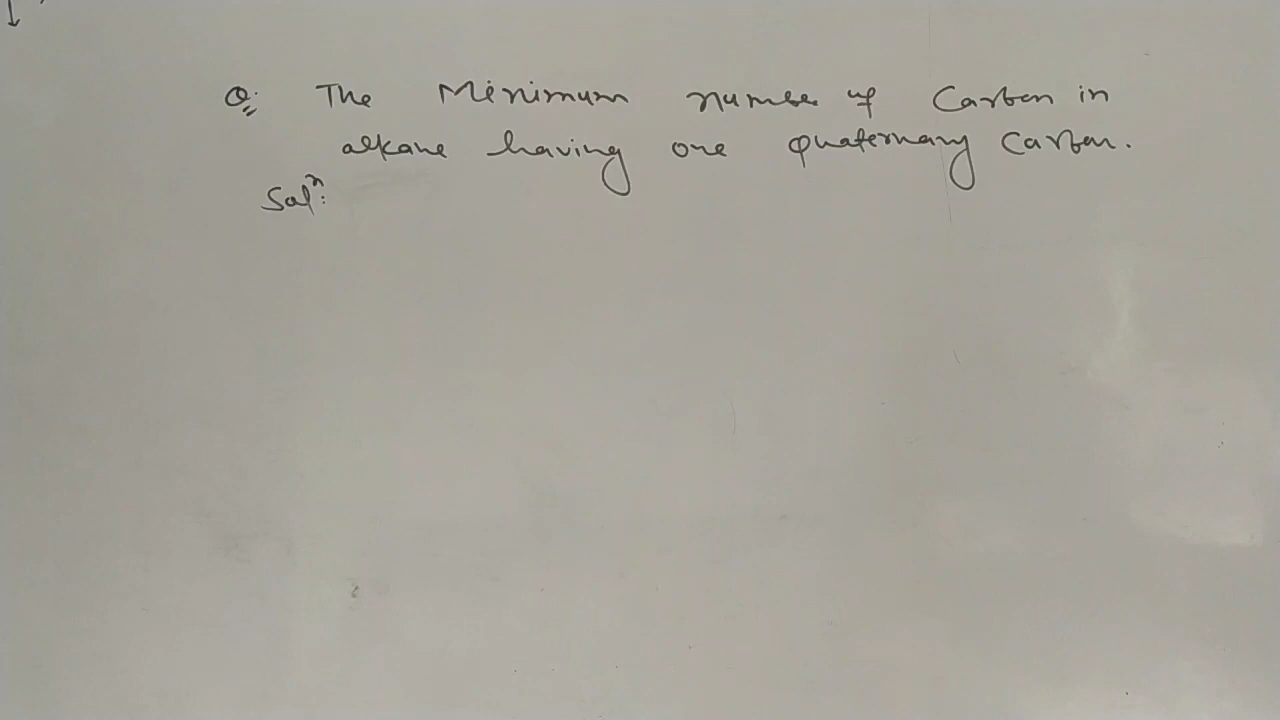 Q. The Minimum number of Carbon in
alkane having one quaternary Carbon.
Solⁿ: